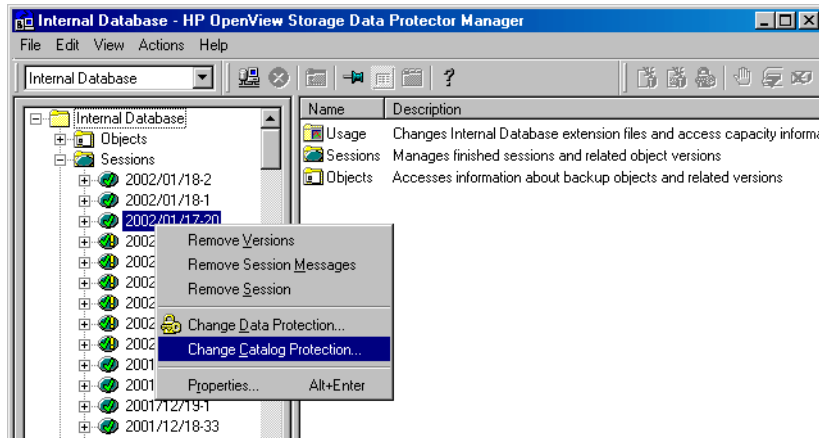 Internal Database - HP OpenView Storage Data Protector Manager
File Edit View Actions Help
Internal Database
Name Description
Internal Database
Objects
Sessions
2002/01/18-2
2002/01/18-1
2002/01/17-20
2002
2002
2002
2002
2002
2002
2001
2001
2001/12/19-1
2001/12/18-33
Usage Changes Internal Database extension files and access capacity informa
Sessions Manages finished sessions and related object versions
Objects Accesses information about backup objects and related versions
Remove Versions
Remove Session Messages
Remove Session
Change Data Protection...
Change Catalog Protection...
Properties... Alt+Enter